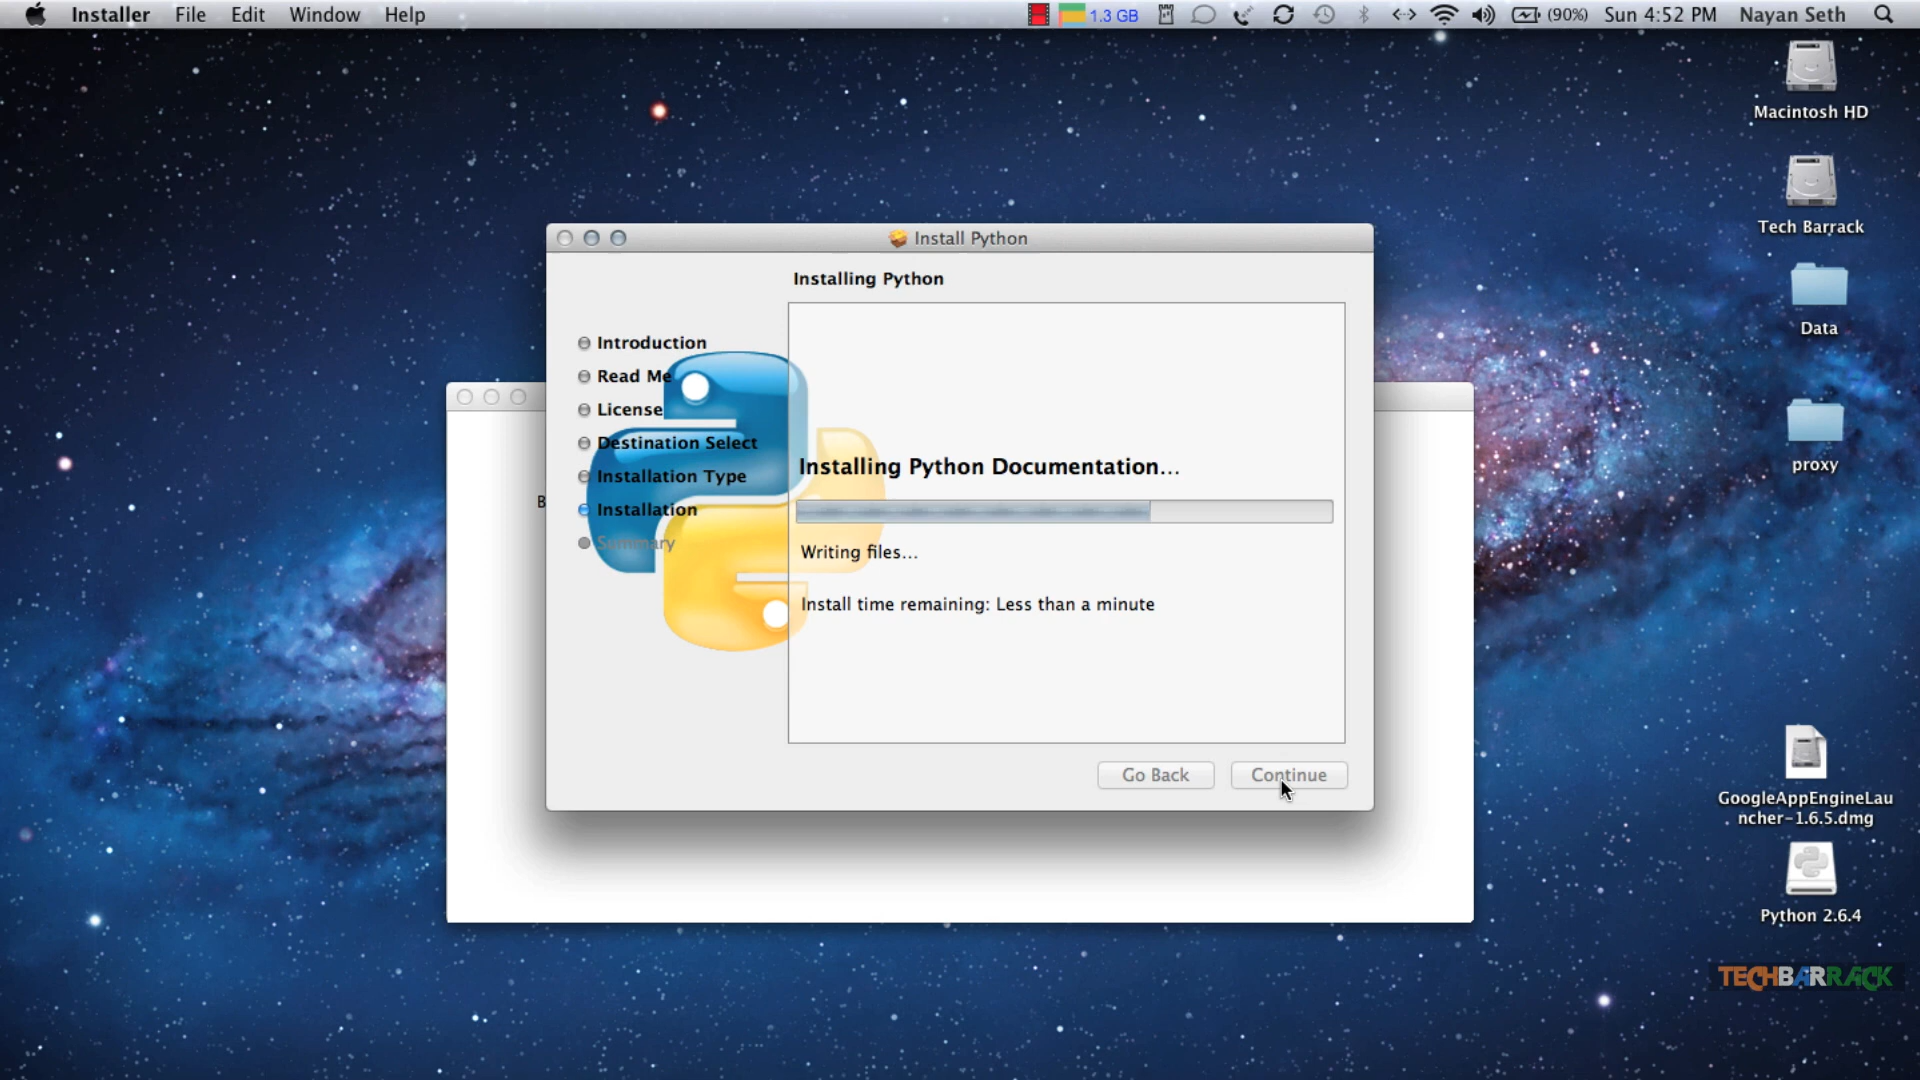 Installer File Edit Window Help 1.3 GB (90%) Sun 4:52 PM Nayan Seth
Macintosh HD
Tech Barrack
Data
proxy
GoogleAppEngineLau
ncher-1.6.5.dmg
Python 2.6.4
TECHBARRACK
Install Python
Installing Python
Introduction
Read Me
License
Destination Select
Installation Type
Installation
Summary
Installing Python Documentation...
Writing files...
Install time remaining: Less than a minute
Go Back Continue
B